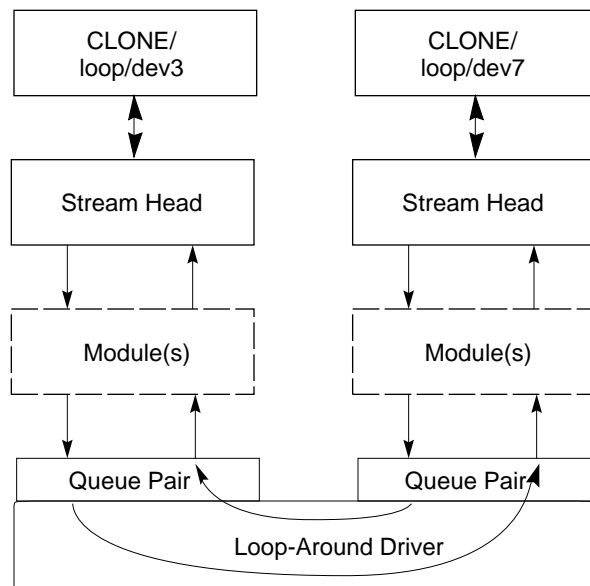 CLONE/
loop/dev3
CLONE/
loop/dev7
Stream Head
Stream Head
Module(s)
Module(s)
Queue Pair
Queue Pair
Loop-Around Driver